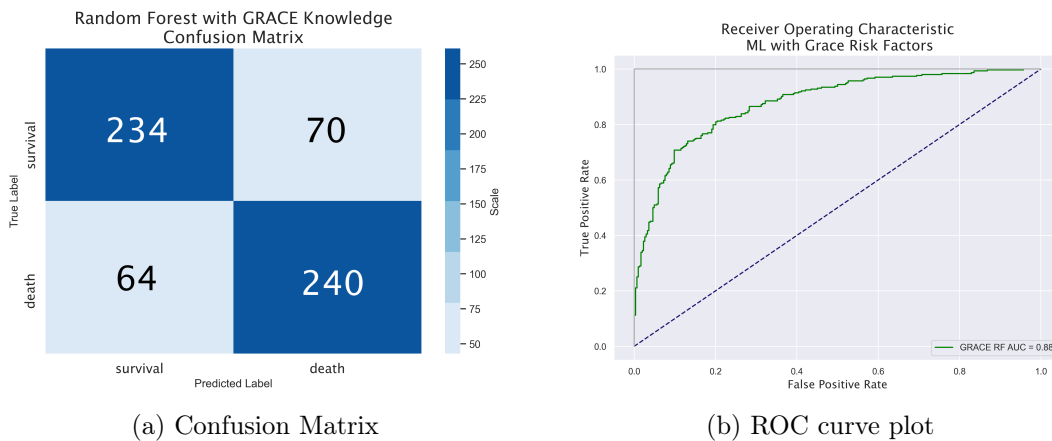 Random Forest with GRACE Knowledge
Confusion Matrix
True Label
survival
death
234
70
64
240
survival
death
Predicted Label
250
225
200
175
150
125
100
75
50
Scale
(a) Confusion Matrix
Receiver Operating Characteristic
ML with Grace Risk Factors
True Positive Rate
1.0
0.8
0.6
0.4
0.2
0.0
0.0
0.2
0.4
0.6
0.8
1.0
False Positive Rate
GRACE RF AUC = 0.88
(b) ROC curve plot